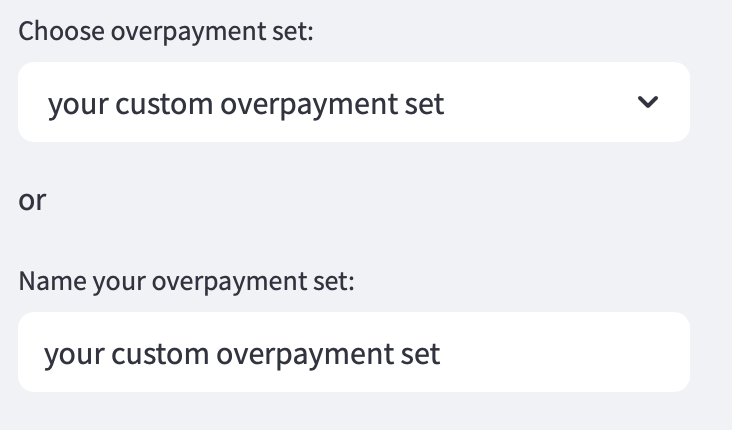 Choose overpayment set:
your custom overpayment set
or
Name your overpayment set:
your custom overpayment set